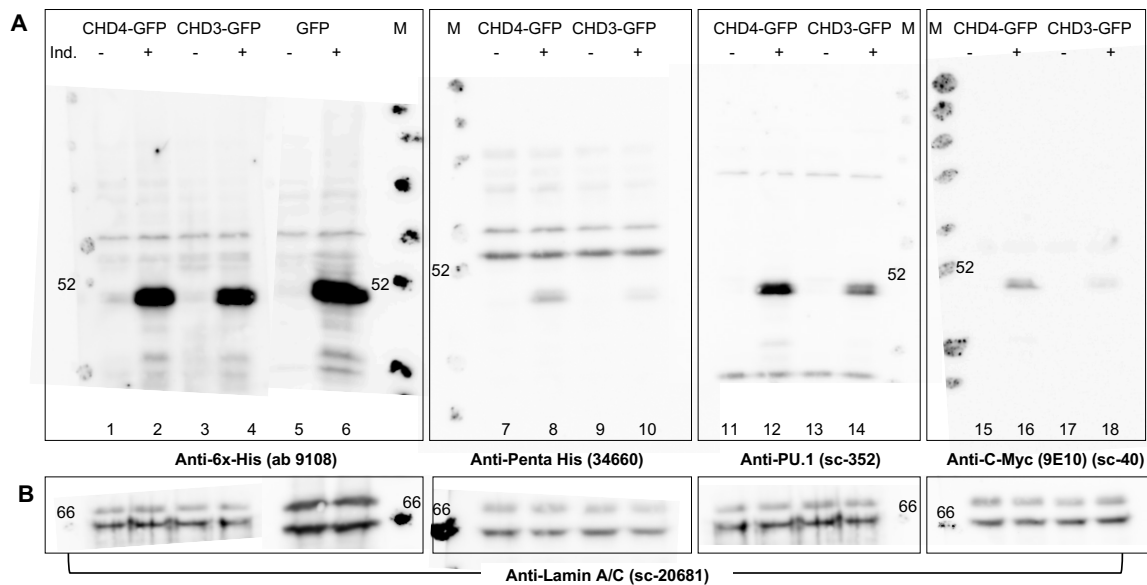 A
CHD4-GFP CHD3-GFP GFP M
Ind. - + - + - +
52 52
1 2 3 4 5 6
Anti-6x-His (ab 9108)
M CHD4-GFP CHD3-GFP
- + - +
52
7 8 9 10
Anti-Penta His (34660)
CHD4-GFP CHD3-GFP M
- + - +
52
11 12 13 14
Anti-PU.1 (sc-352)
M CHD4-GFP CHD3-GFP
- + - +
52
15 16 17 18
Anti-C-Myc (9E10) (sc-40)
B
66 66 66 66 66
Anti-Lamin A/C (sc-20681)